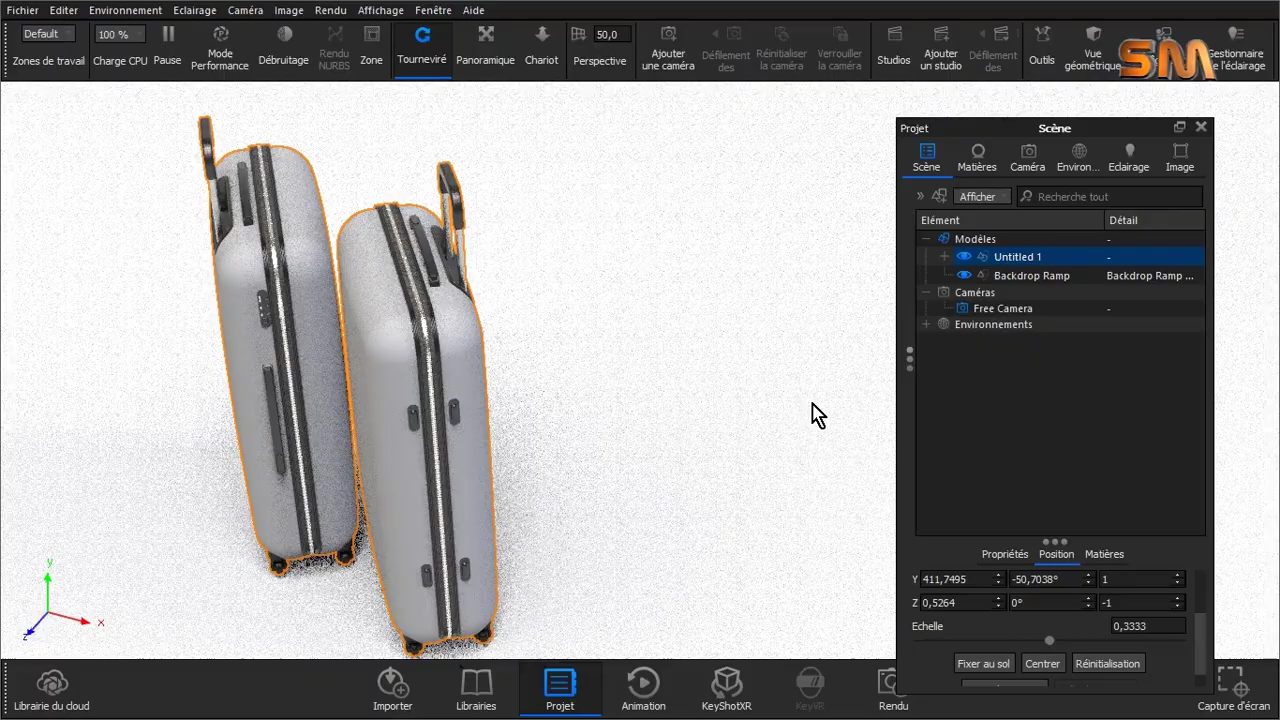 Fichier Editer Environnement Eclairage Caméra Image Rendu Affichage Fenêtre Aide
Default 100 % 50,0
Zones de travail Charge CPU Pause Mode Performance Débruitage Rendu NURBS Zone Tourneviré Panoramique Chariot Perspective Ajouter une caméra Défilement des Réinitialiser la caméra Verrouiller la caméra Studios Ajouter un studio Défilement des Outils Vue géométrique Gestionnaire de l'éclairage
SM
Projet Scène
Scène Matières Caméra Environ... Eclairage Image
Afficher Recherche tout
Elément Détail
Modèles -
Untitled 1 -
Backdrop Ramp Backdrop Ramp ...
Caméras
Free Camera -
Environnements
Propriétés Position Matières
Y 411,7495 -50,7038° 1
Z 0,5264 0° -1
Echelle 0,3333
Fixer au sol Centrer Réinitialisation
y
x
z
Librairie du cloud Importer Librairies Projet Animation KeyShotXR KeyVR Rendu Capture d'écran